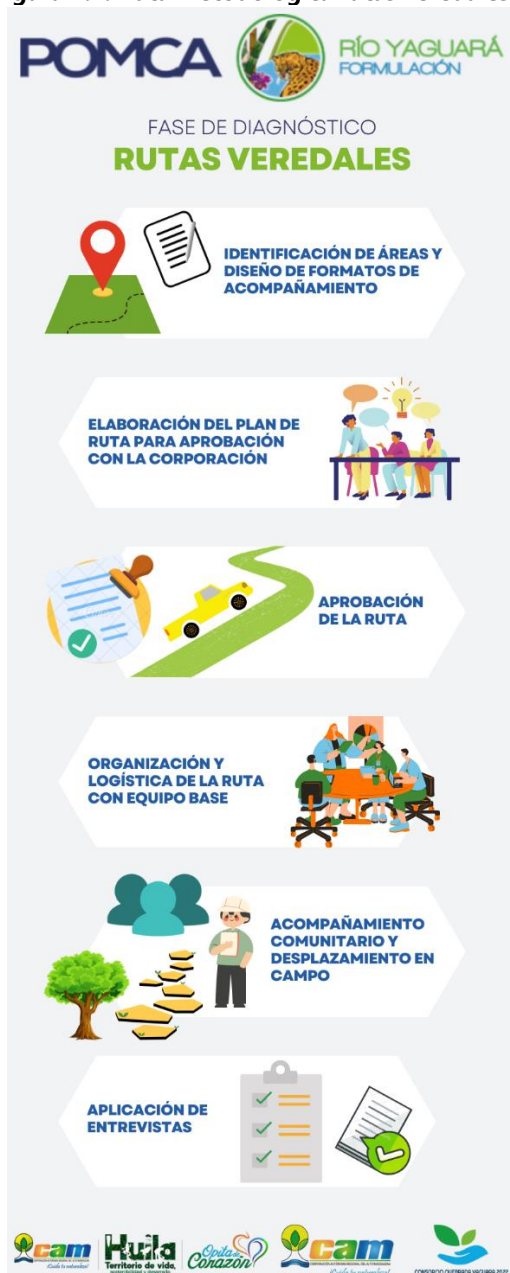 POMCA
RÍO YAGUARÁ
FORMULACIÓN
FASE DE DIAGNÓSTICO
RUTAS VEREDALES
IDENTIFICACIÓN DE ÁREAS Y
DISEÑO DE FORMATOS DE
ACOMPAÑAMIENTO
ELABORACIÓN DEL PLAN DE
RUTA PARA APROBACIÓN
CON LA CORPORACIÓN
APROBACIÓN
DE LA RUTA
ORGANIZACIÓN Y
LOGÍSTICA DE LA RUTA
CON EQUIPO BASE
ACOMPAÑAMIENTO
COMUNITARIO Y
DESPLAZAMIENTO EN
CAMPO
APLICACIÓN DE
ENTREVISTAS
cam
Huila
Territorio de vida,
Opita de
Corazón
cam